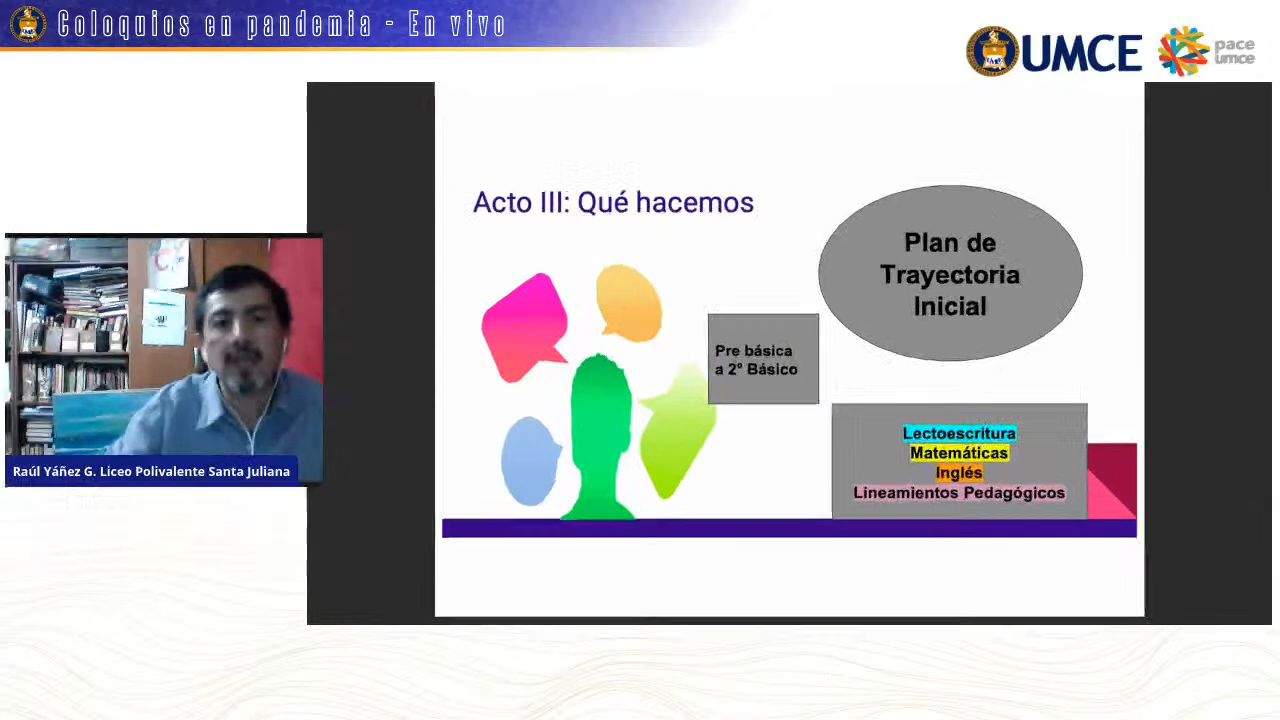 Coloquios en pandemia - En vivo
UMCE
pace
umce
Acto III: Qué hacemos
Plan de
Trayectoria
Inicial
Pre básica
a 2º Básico
Lectoescritura
Matemáticas
Inglés
Lineamientos Pedagógicos
Raúl Yáñez G. Liceo Polivalente Santa Juliana